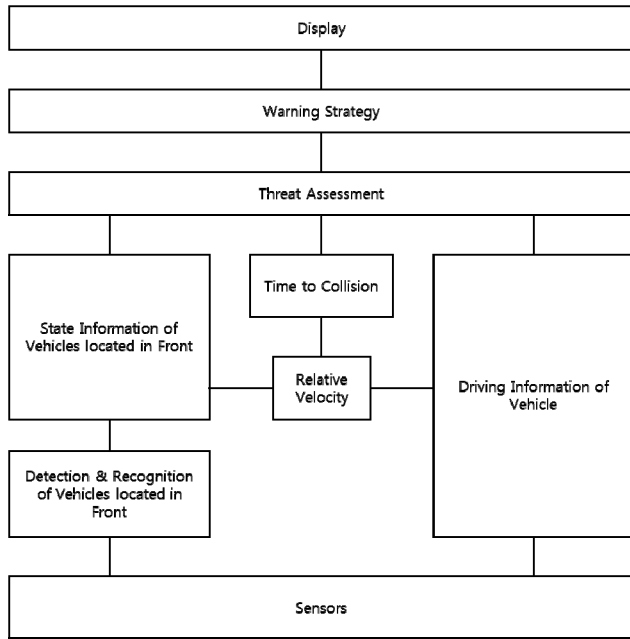 Display
Warning Strategy
Threat Assessment
State Information of
Vehicles located in Front
Time to Collision
Relative
Velocity
Driving Information of
Vehicle
Detection & Recognition
of Vehicles located in
Front
Sensors